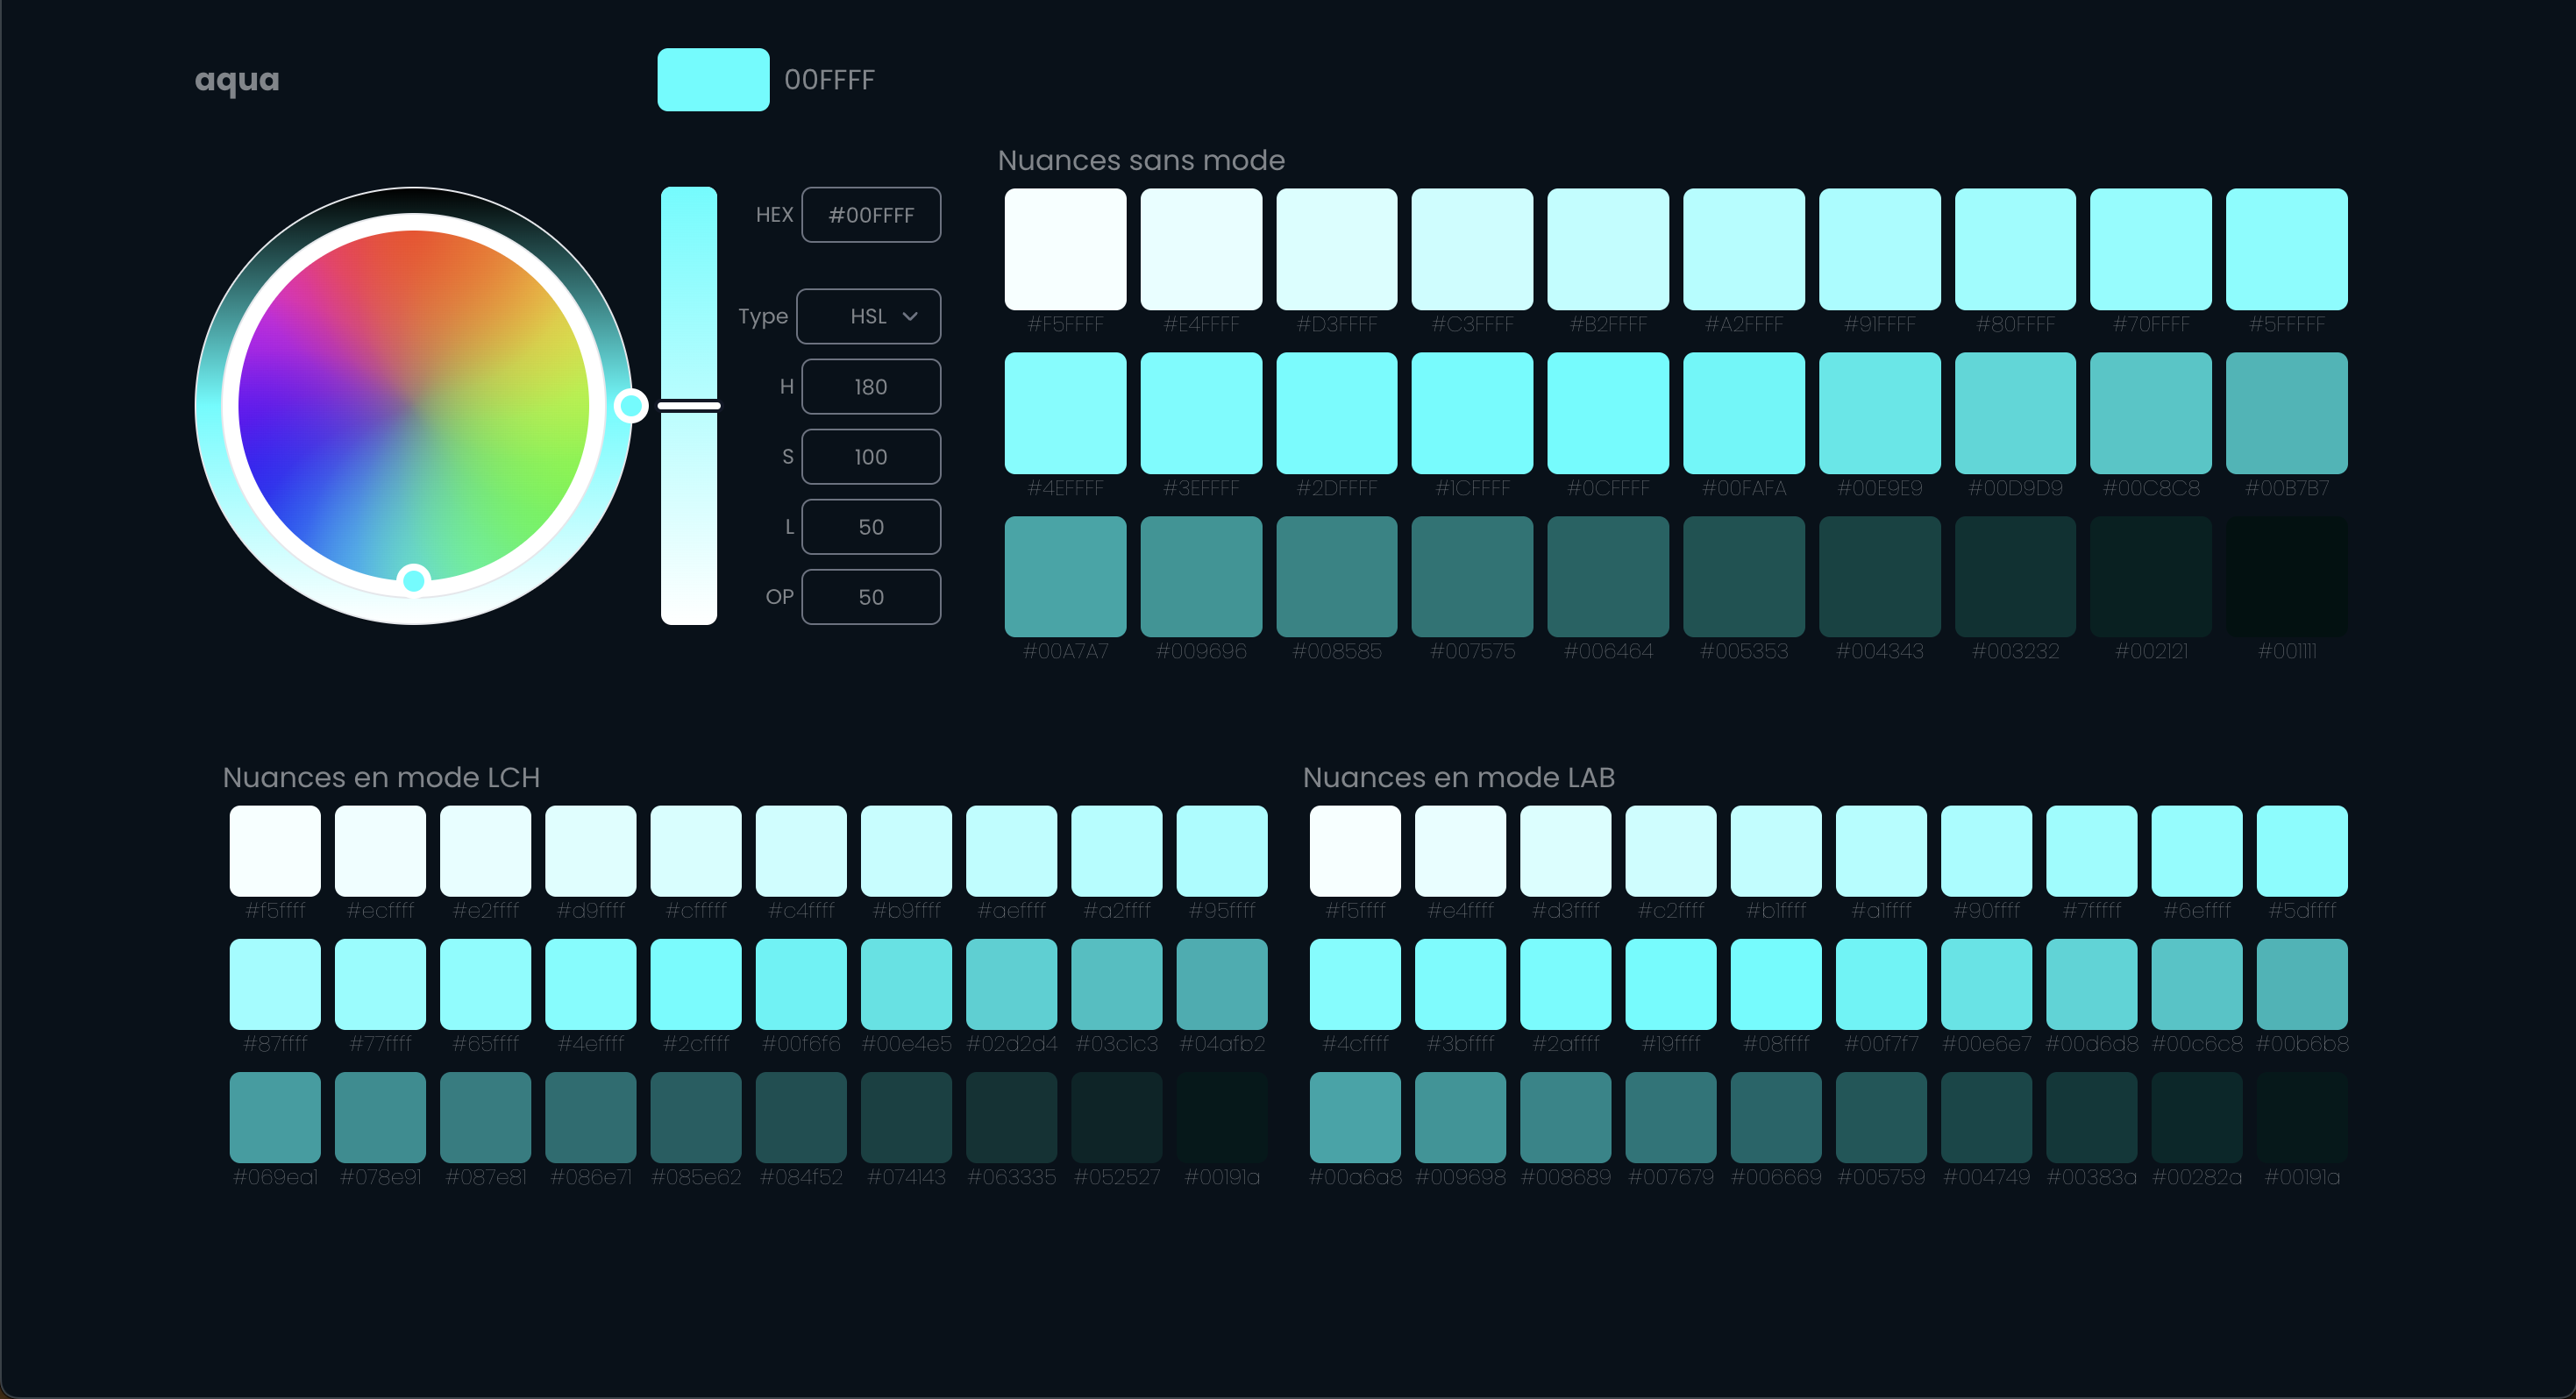 aqua
00FFFF
HEX #00FFFF
Type HSL
H 180
S 100
L 50
OP 50
Nuances sans mode
#F5FFFF #E4FFFF #D3FFFF #C3FFFF #B2FFFF #A2FFFF #91FFFF #80FFFF #70FFFF #5FFFFF
#4EFFFF #3EFFFF #2DFFFF #1CFFFF #0CFFFF #00FAFA #00E9E9 #00D9D9 #00C8C8 #00B7B7
#00A7A7 #009696 #008585 #007575 #006464 #005353 #004343 #003232 #002121 #001111
Nuances en mode LCH
#f5ffff #ecffff #e2ffff #d9ffff #cfffff #c4ffff #b9ffff #aeffff #a2ffff #95ffff
#87ffff #77ffff #65ffff #4effff #2cffff #00f6f6 #00e4e5 #02d2d4 #03c1c3 #04afb2
#069ea1 #078e91 #087e81 #086e71 #085e62 #084f52 #074143 #063335 #052527 #00191a
Nuances en mode LAB
#f5ffff #e4ffff #d3ffff #c2ffff #b1ffff #a1ffff #90ffff #7fffff #6effff #5dffff
#4cffff #3bffff #2affff #19ffff #08ffff #00f7f7 #00e6e7 #00d6d8 #00c6c8 #00b6b8
#00a6a8 #009698 #008689 #007679 #006669 #005759 #004749 #00383a #00282a #00191a